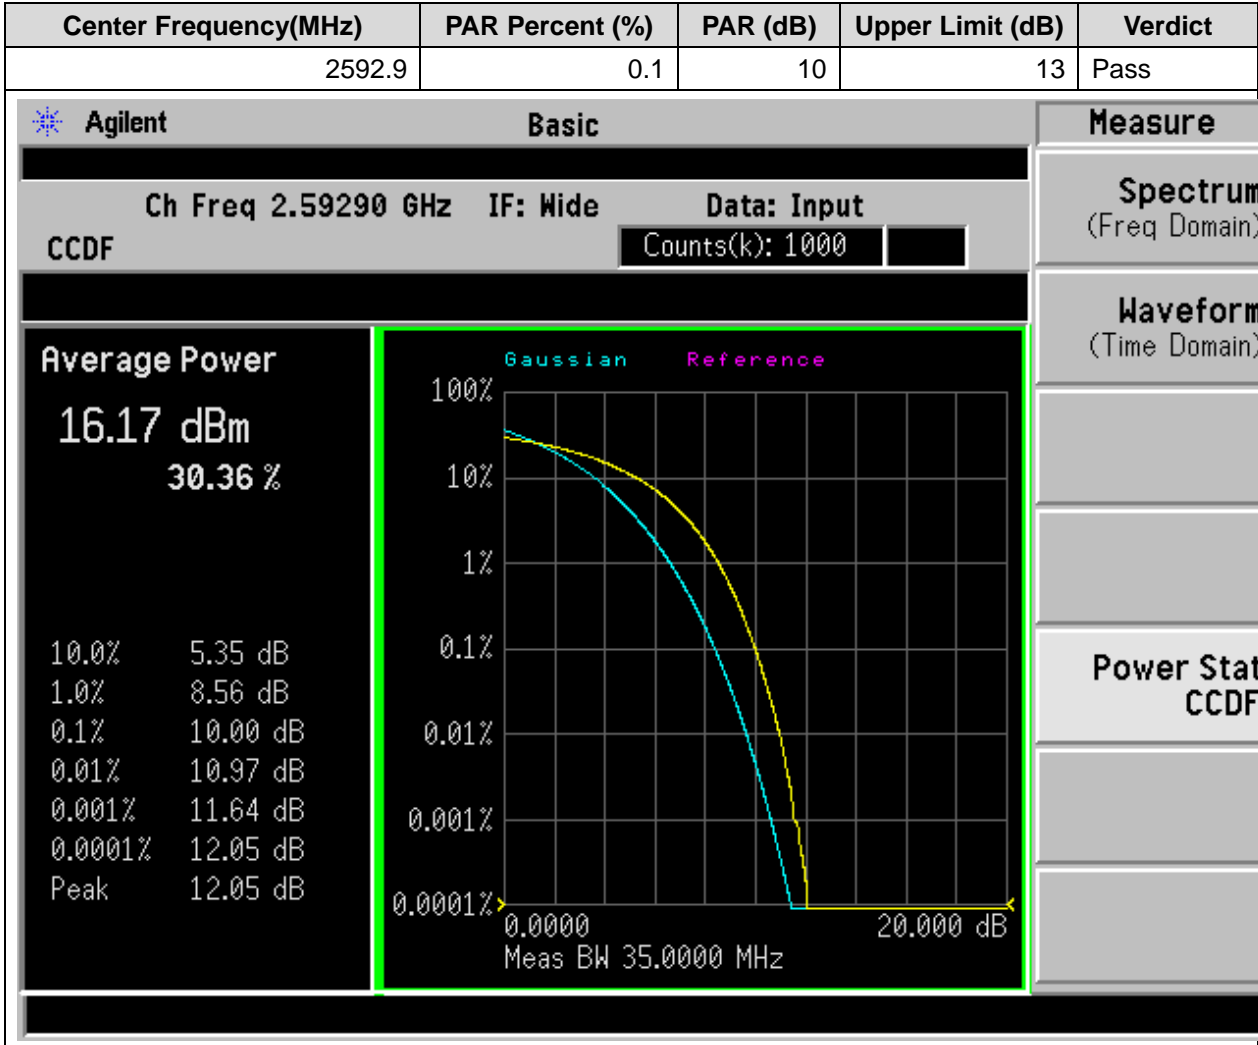 Center Frequency(MHz) PAR Percent (%) PAR (dB) Upper Limit (dB) Verdict
2592.9 0.1 10 13 Pass
Agilent Basic Measure
Ch Freq 2.59290 GHz IF: Wide Data: Input
CCDF Counts(k): 1000
Spectrum
(Freq Domain)
Waveform
(Time Domain)
Power Stat
CCDF
Average Power
16.17 dBm
30.36 %
10.0% 5.35 dB
1.0% 8.56 dB
0.1% 10.00 dB
0.01% 10.97 dB
0.001% 11.64 dB
0.0001% 12.05 dB
Peak 12.05 dB
Gaussian Reference
100%
10%
1%
0.1%
0.01%
0.001%
0.0001%
0.0000 20.000 dB
Meas BW 35.0000 MHz